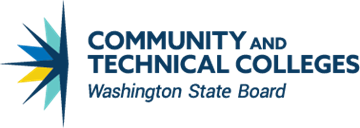 COMMUNITY AND
TECHNICAL COLLEGES
Washington State Board